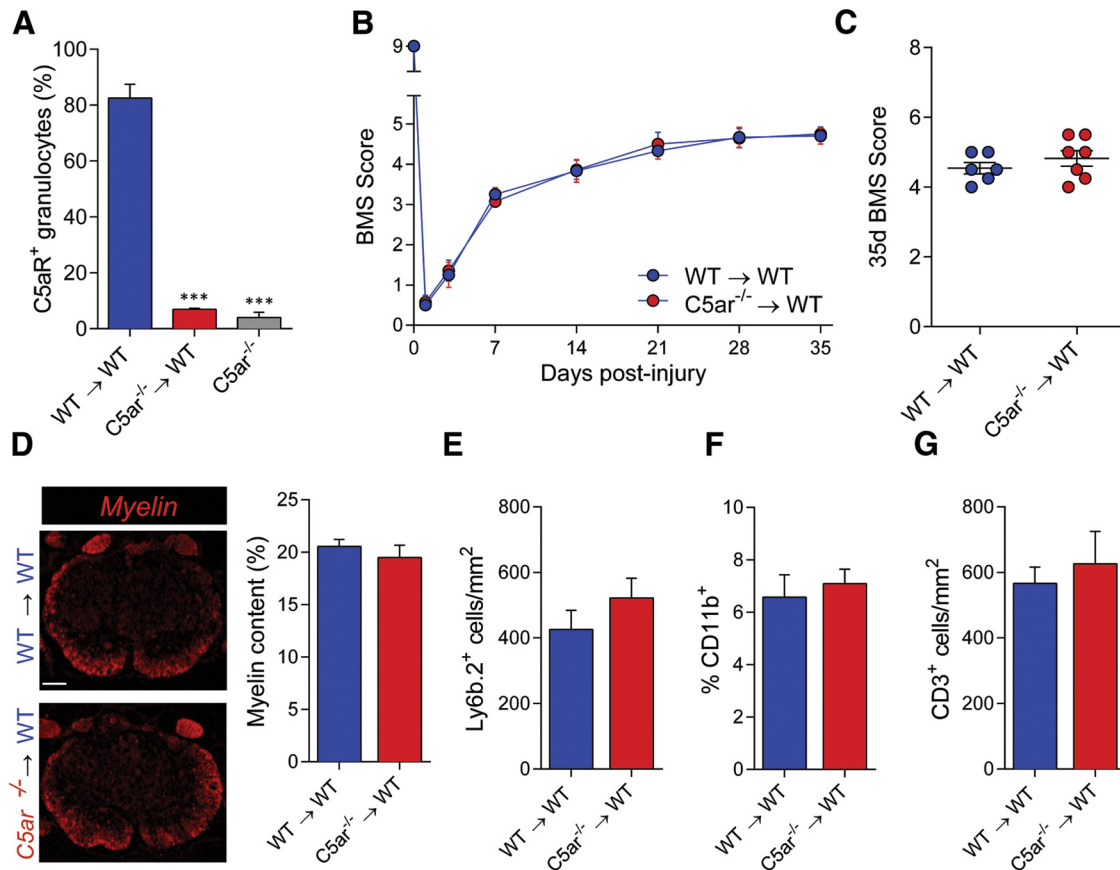 A
C5aR+ granulocytes (%)
100
80
60
40
20
0
***
***
WT → WT
C5ar-/- → WT
C5ar-/-
B
BMS Score
9
5
4
3
2
1
0
WT → WT
C5ar-/- → WT
0 7 14 21 28 35
Days post-injury
C
35d BMS Score
8
6
4
2
0
WT → WT
C5ar-/- → WT
D
Myelin
WT → WT
C5ar -/- → WT
Myelin content (%)
25
20
15
10
5
0
WT → WT
C5ar-/- → WT
E
Ly6b.2+ cells/mm2
800
600
400
200
0
WT → WT
C5ar-/- → WT
F
% CD11b+
10
8
6
4
2
0
WT → WT
C5ar-/- → WT
G
CD3+ cells/mm2
800
600
400
200
0
WT → WT
C5ar-/- → WT